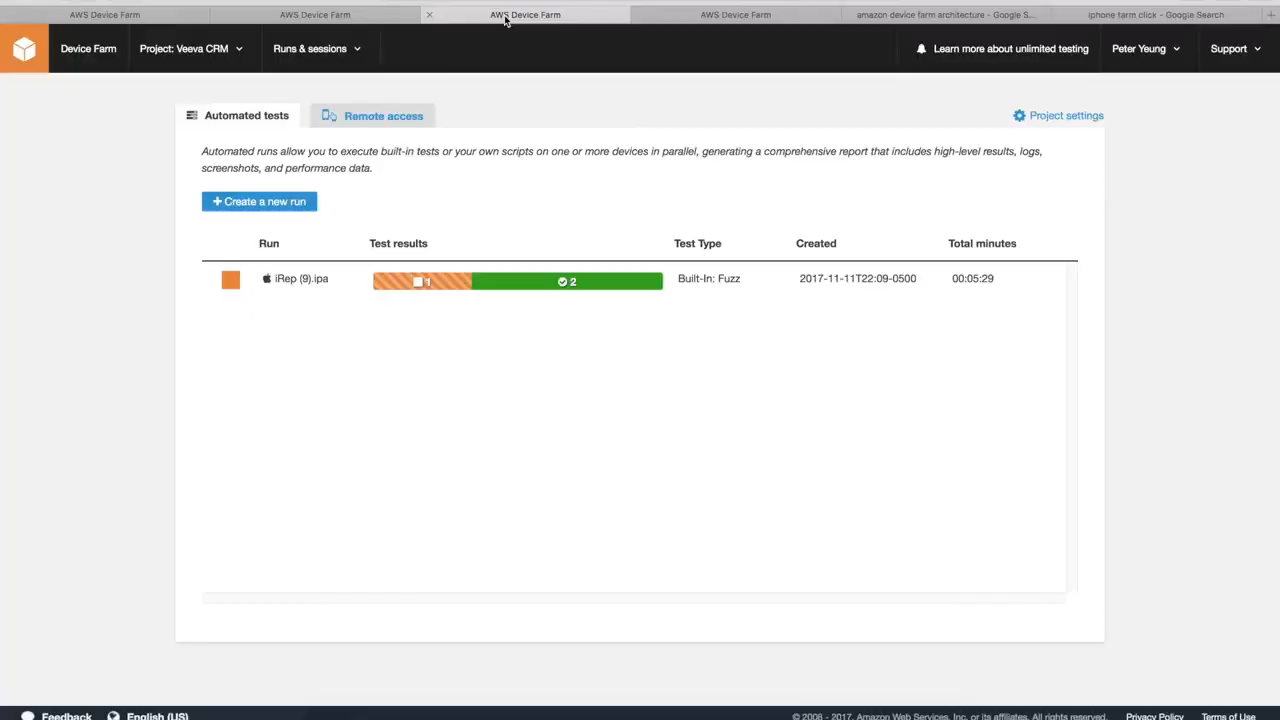 AWS Device Farm
AWS Device Farm
AWS Device Farm
AWS Device Farm
amazon device farm architecture - Google S...
iphone farm click - Google Search
Device Farm
Project: Veeva CRM
Runs & sessions
Learn more about unlimited testing
Peter Yeung
Support
Automated tests
Remote access
Project settings
Automated runs allow you to execute built-in tests or your own scripts on one or more devices in parallel, generating a comprehensive report that includes high-level results, logs,
screenshots, and performance data.
+ Create a new run
Run
Test results
Test Type
Created
Total minutes
iRep (9).ipa
1
2
Built-In: Fuzz
2017-11-11T22:09-0500
00:05:29
Feedback
English (US)
© 2008 - 2017, Amazon Web Services, Inc. or its affiliates. All rights reserved.
Privacy Policy
Terms of Use